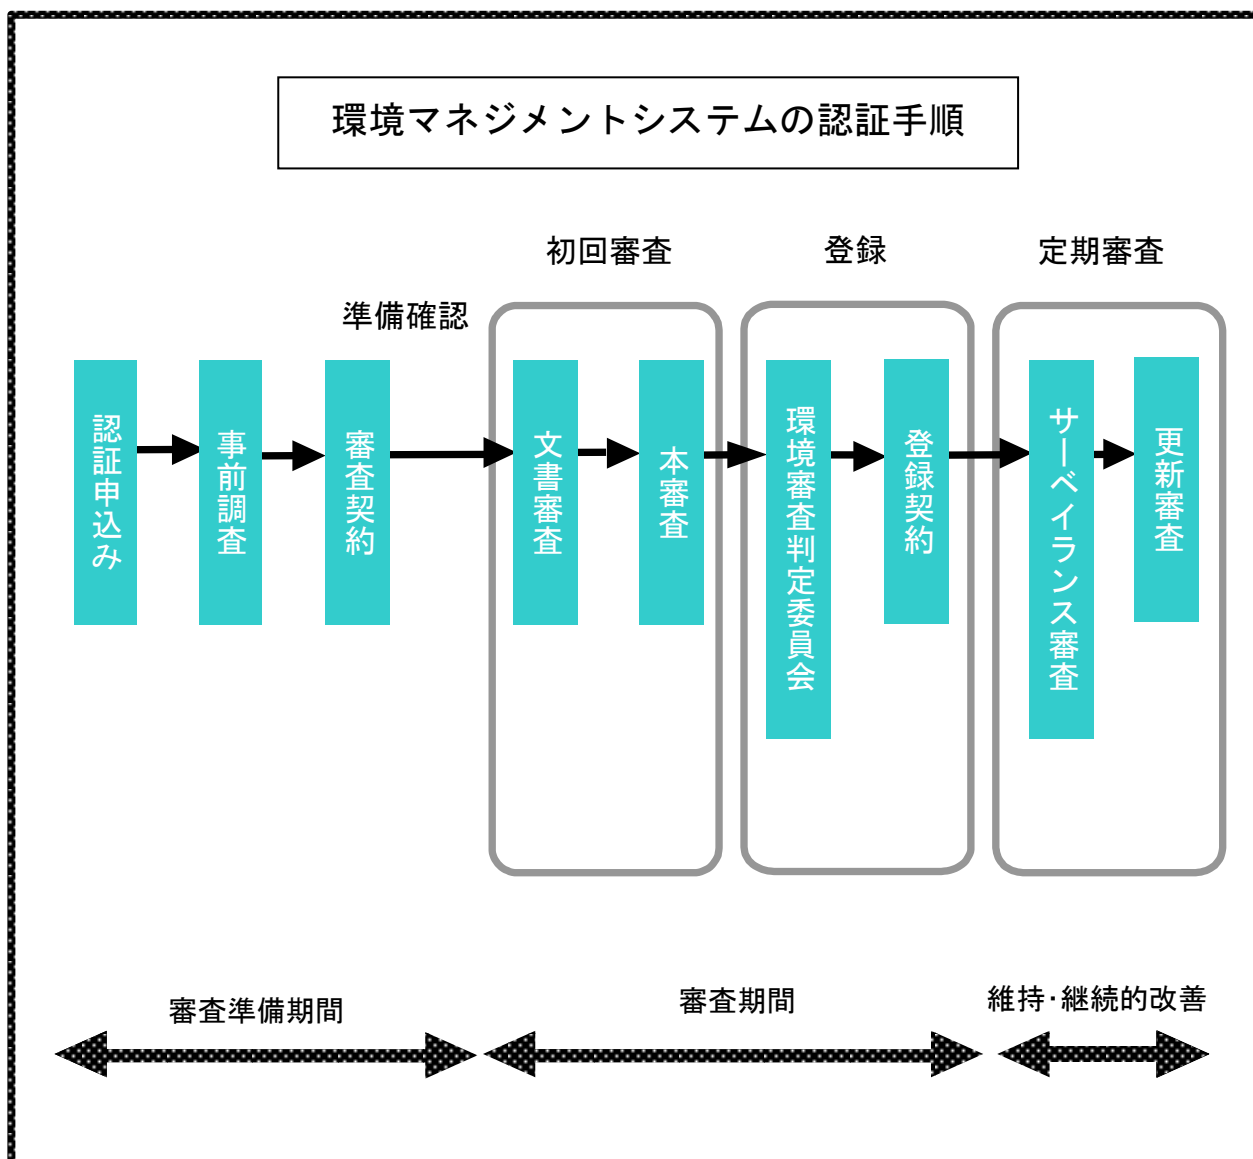 環境マネジメントシステムの認証手順
初回審査
登録
定期審査
準備確認
認証申込み
事前調査
審査契約
文書審査
本審査
環境審査判定委員会
登録契約
サーベイランス審査
更新審査
審査準備期間
審査期間
維持・継続的改善